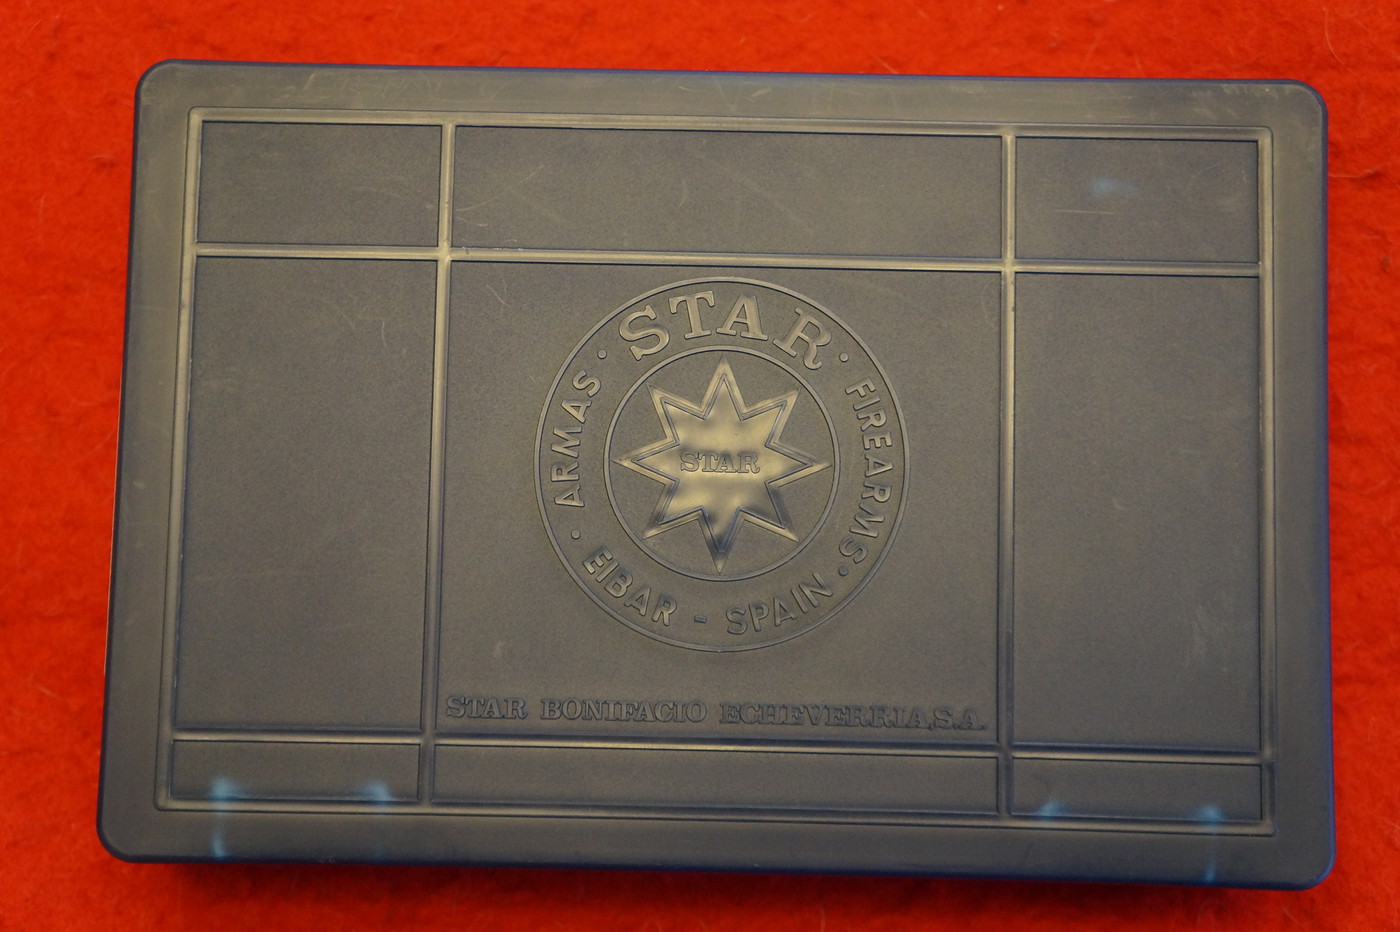 STAR
ARMAS
FIREARMS
STAR
EIBAR - SPAIN
STAR BONIFACIO ECHEVERRIA,S.A.